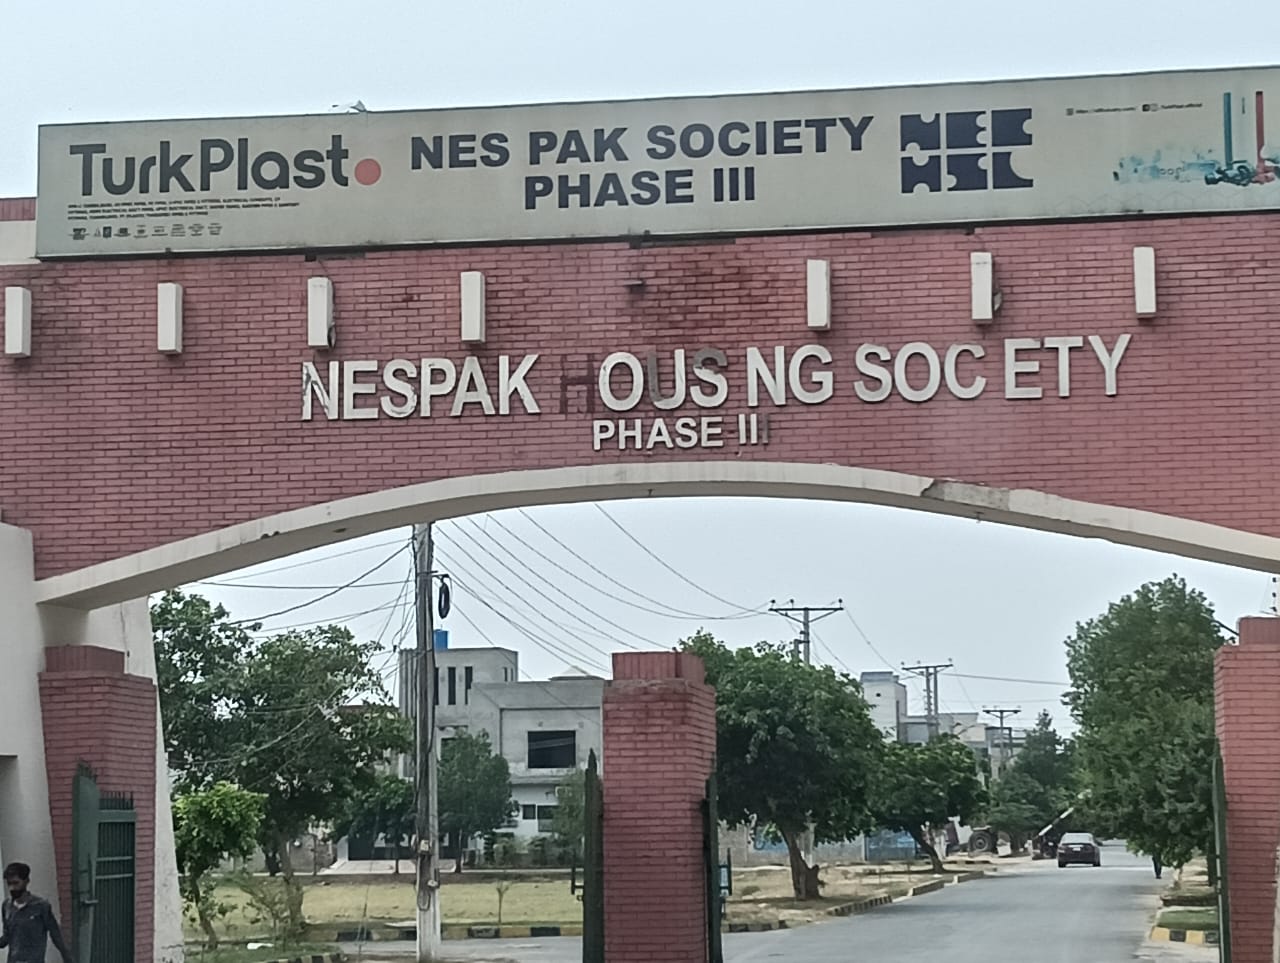 TurkPlast
NES PAK SOCIETY
PHASE III
NESPAK HOUS NG SOC ETY
PHASE III